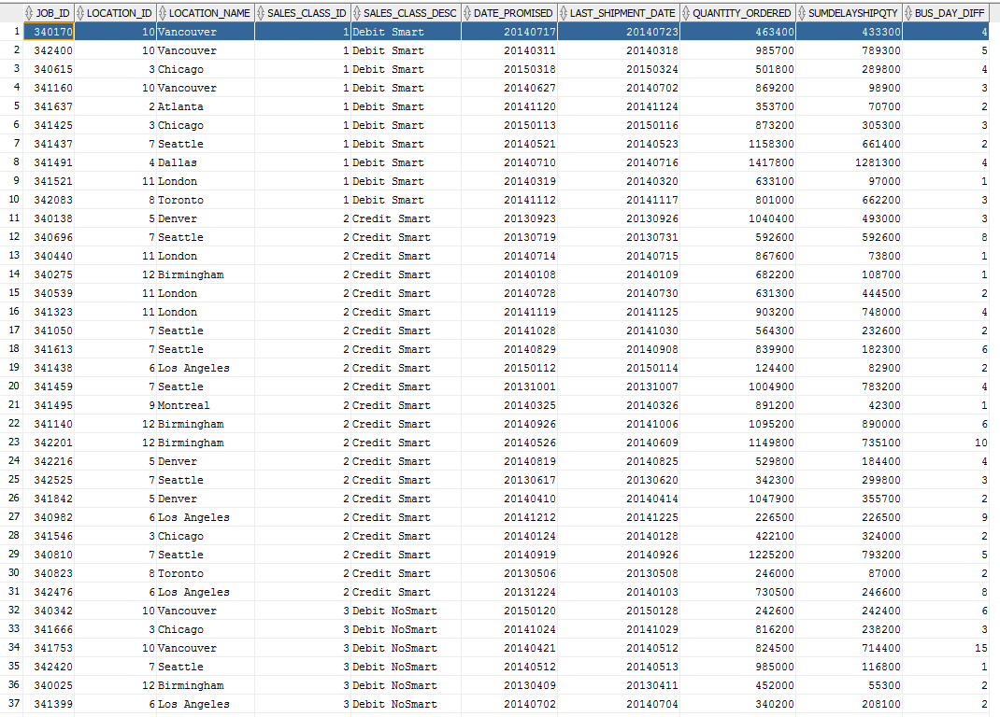 JOB_ID LOCATION_ID LOCATION_NAME SALES_CLASS_ID SALES_CLASS_DESC DATE_PROMISED LAST_SHIPMENT_DATE QUANTITY_ORDERED SUMDELAYSHIPQTY BUS_DAY_DIFF
1 340170 10 Vancouver 1 Debit Smart 20140717 20140723 463400 433300 4
2 342400 10 Vancouver 1 Debit Smart 20140311 20140318 985700 789300 5
3 340615 3 Chicago 1 Debit Smart 20150318 20150324 501800 289800 4
4 341160 10 Vancouver 1 Debit Smart 20140627 20140702 869200 98900 3
5 341637 2 Atlanta 1 Debit Smart 20141120 20141124 353700 70700 2
6 341425 3 Chicago 1 Debit Smart 20150113 20150116 873200 305300 3
7 341437 7 Seattle 1 Debit Smart 20140521 20140523 1158300 661400 2
8 341491 4 Dallas 1 Debit Smart 20140710 20140716 1417800 1281300 4
9 341521 11 London 1 Debit Smart 20140319 20140320 633100 97000 1
10 342083 8 Toronto 1 Debit Smart 20141112 20141117 801000 662200 3
11 340138 5 Denver 2 Credit Smart 20130923 20130926 1040400 493000 3
12 340696 7 Seattle 2 Credit Smart 20130719 20130731 592600 592600 8
13 340440 11 London 2 Credit Smart 20140714 20140715 867600 73800 1
14 340275 12 Birmingham 2 Credit Smart 20140108 20140109 682200 108700 1
15 340539 11 London 2 Credit Smart 20140728 20140730 631300 444500 2
16 341323 11 London 2 Credit Smart 20141119 20141125 903200 748000 4
17 341050 7 Seattle 2 Credit Smart 20141028 20141030 564300 232600 2
18 341613 7 Seattle 2 Credit Smart 20140829 20140908 839900 182300 6
19 341438 6 Los Angeles 2 Credit Smart 20150112 20150114 124400 82900 2
20 341459 7 Seattle 2 Credit Smart 20131001 20131007 1004900 783200 4
21 341495 9 Montreal 2 Credit Smart 20140325 20140326 891200 42300 1
22 341140 12 Birmingham 2 Credit Smart 20140926 20141006 1095200 890000 6
23 342201 12 Birmingham 2 Credit Smart 20140526 20140609 1149800 735100 10
24 342216 5 Denver 2 Credit Smart 20140819 20140825 529800 184400 4
25 342525 7 Seattle 2 Credit Smart 20130617 20130620 342300 299800 3
26 341842 5 Denver 2 Credit Smart 20140410 20140414 1047900 355700 2
27 340982 6 Los Angeles 2 Credit Smart 20141212 20141225 226500 226500 9
28 341546 3 Chicago 2 Credit Smart 20140124 20140128 422100 324000 2
29 340810 7 Seattle 2 Credit Smart 20140919 20140926 1225200 793200 5
30 340823 8 Toronto 2 Credit Smart 20130506 20130508 246000 87000 2
31 342476 6 Los Angeles 2 Credit Smart 20131224 20140103 730500 246600 8
32 340342 10 Vancouver 3 Debit NoSmart 20150120 20150128 242600 242400 6
33 341666 3 Chicago 3 Debit NoSmart 20141024 20141029 816200 238200 3
34 341753 10 Vancouver 3 Debit NoSmart 20140421 20140512 824500 714400 15
35 342420 7 Seattle 3 Debit NoSmart 20140512 20140513 985000 116800 1
36 340025 12 Birmingham 3 Debit NoSmart 20130409 20130411 452000 55300 2
37 341399 6 Los Angeles 3 Debit NoSmart 20140702 20140704 340200 208100 2